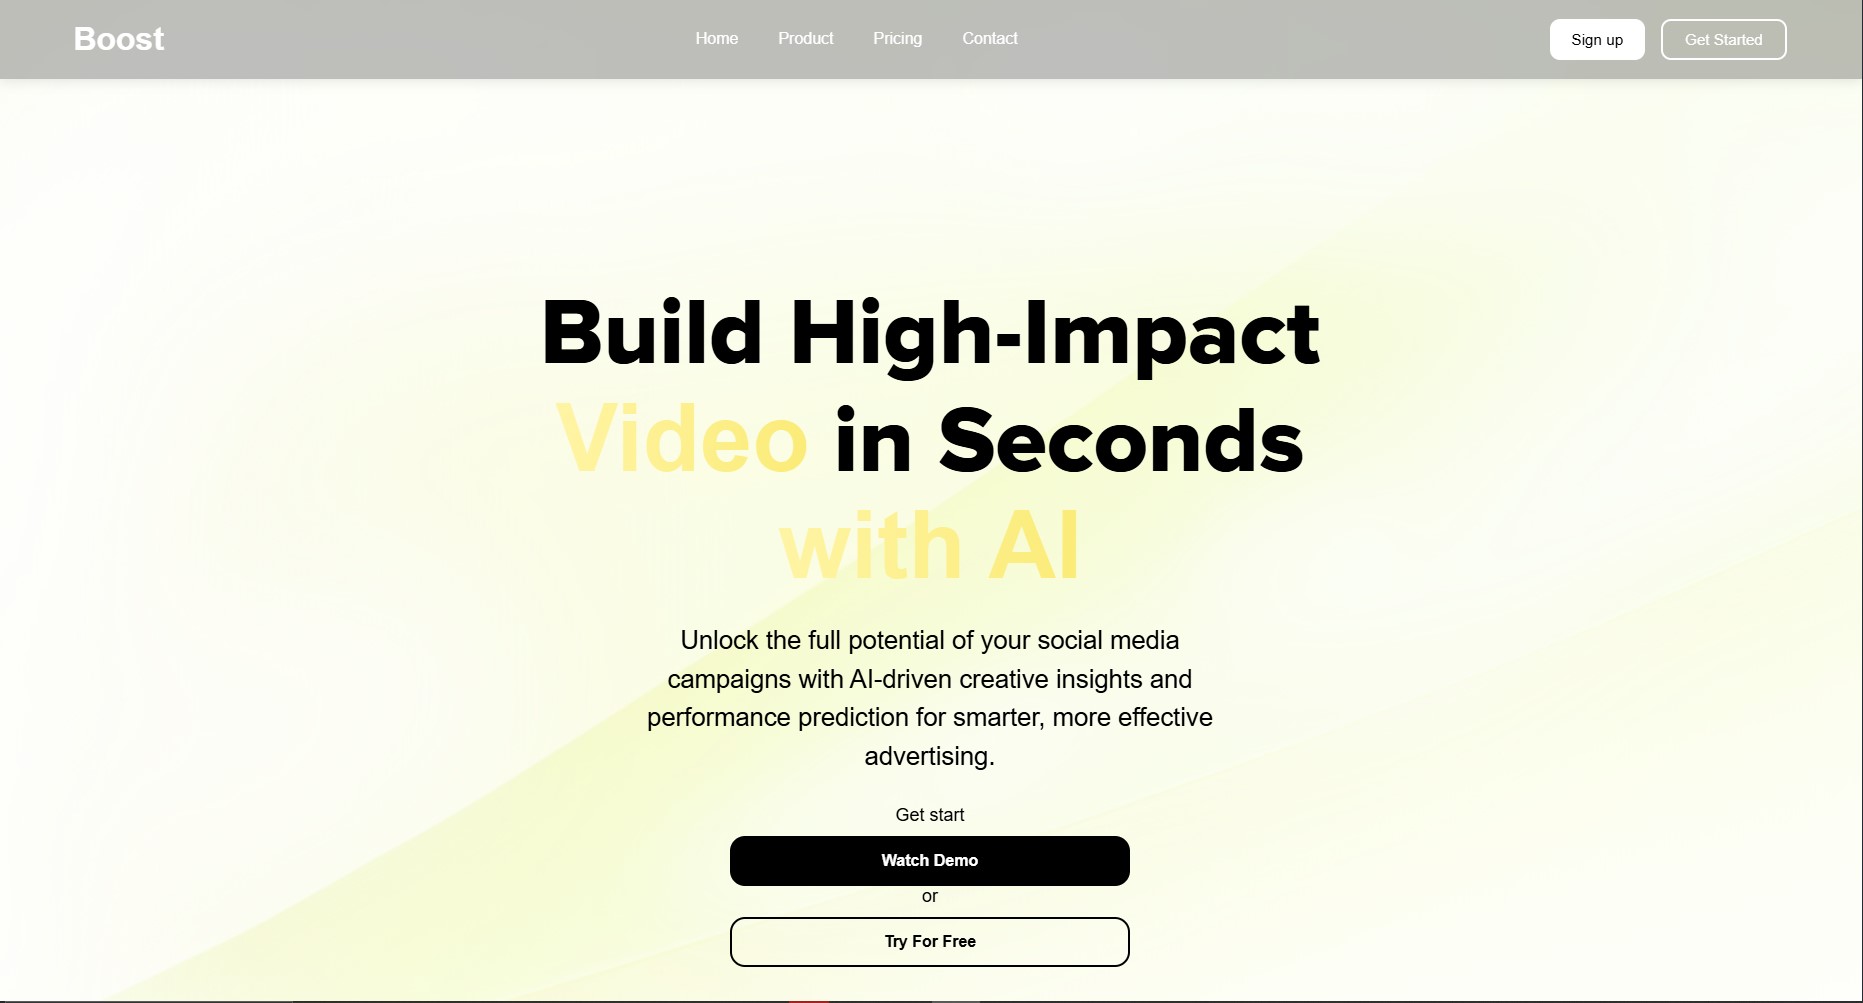 Boost
Home
Product
Pricing
Contact
Sign up
Get Started
Build High-Impact
Video in Seconds
with AI
Unlock the full potential of your social media
campaigns with AI-driven creative insights and
performance prediction for smarter, more effective
advertising.
Get start
Watch Demo
or
Try For Free